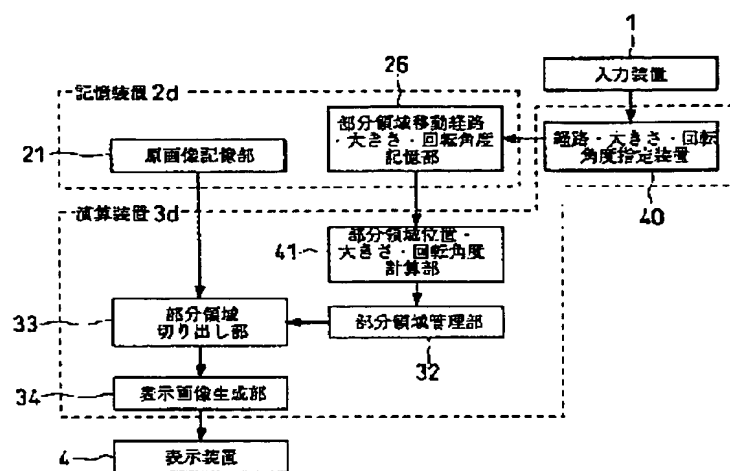 1
入力装置
26
記憶装置2d
部分領域移動経路
・大きさ・回転角度
記憶部
経路・大きさ・回転
角度指定装置
21
原画像記像部
40
演算装置3d
部分領域位置・
大きさ・回転角度
計算部
41
33
部分領域
切り出し部
部分領域管理部
32
34
表示画像生成部
4
表示装置